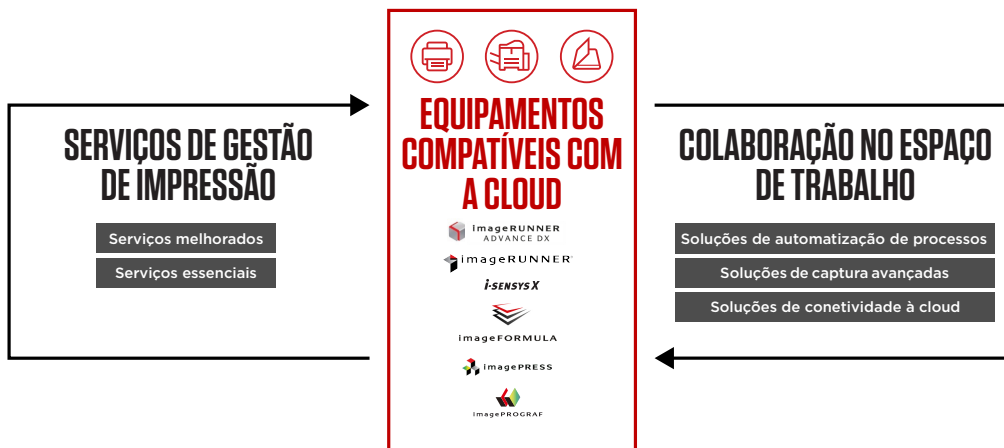 SERVIÇOS DE GESTÃO
DE IMPRESSÃO
Serviços melhorados
Serviços essenciais
EQUIPAMENTOS
COMPATÍVEIS COM
A CLOUD
imageRUNNER
ADVANCE DX
imageRUNNER
i-SENSYS X
imageFORMULA
imagePRESS
imagePROGRAF
COLABORAÇÃO NO ESPAÇO
DE TRABALHO
Soluções de automatização de processos
Soluções de captura avançadas
Soluções de conetividade à cloud